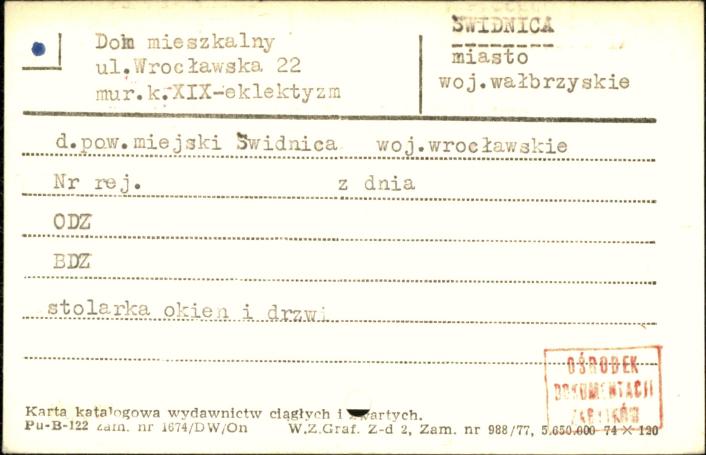 Dom mieszkalny
ul.Wrocławska 22
mur.k.XIX-eklektyzm
ŚWIDNICA
miasto
woj.wałbrzyskie
d.pow.miejski Świdnica woj.wrocławskie
Nr rej. z dnia
ODZ
BDZ
stolarka okien i drzwi
OŚRODEK
DOKUMENTACJI
ZABYTKÓW
Karta katalogowa wydawnictw ciągłych i zwartych.
Pu-B-122 zam. nr 1674/DW/On W.Z.Graf. Z-d 2, Zam. nr 988/77, 5.650.000 74 × 120